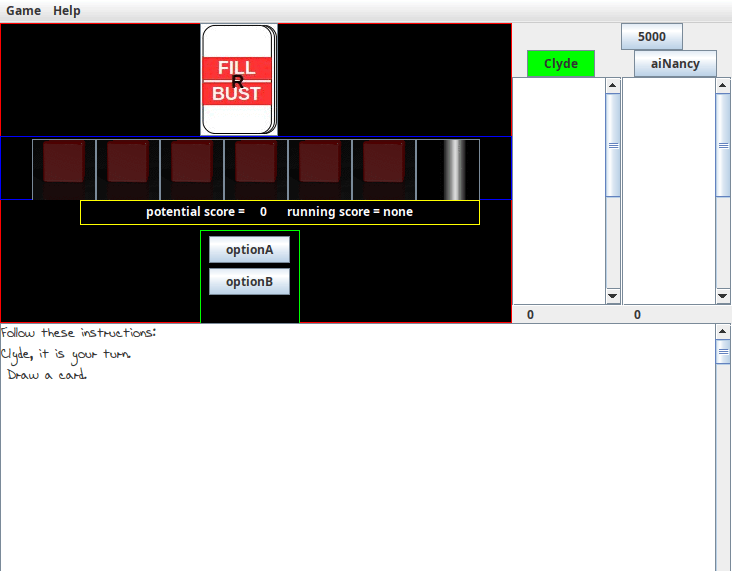 Game Help
5000
Clyde aiNancy
FILL
R
BUST
potential score = 0 running score = none
optionA
optionB
0 0
Follow these instructions:
Clyde, it is your turn.
Draw a card.